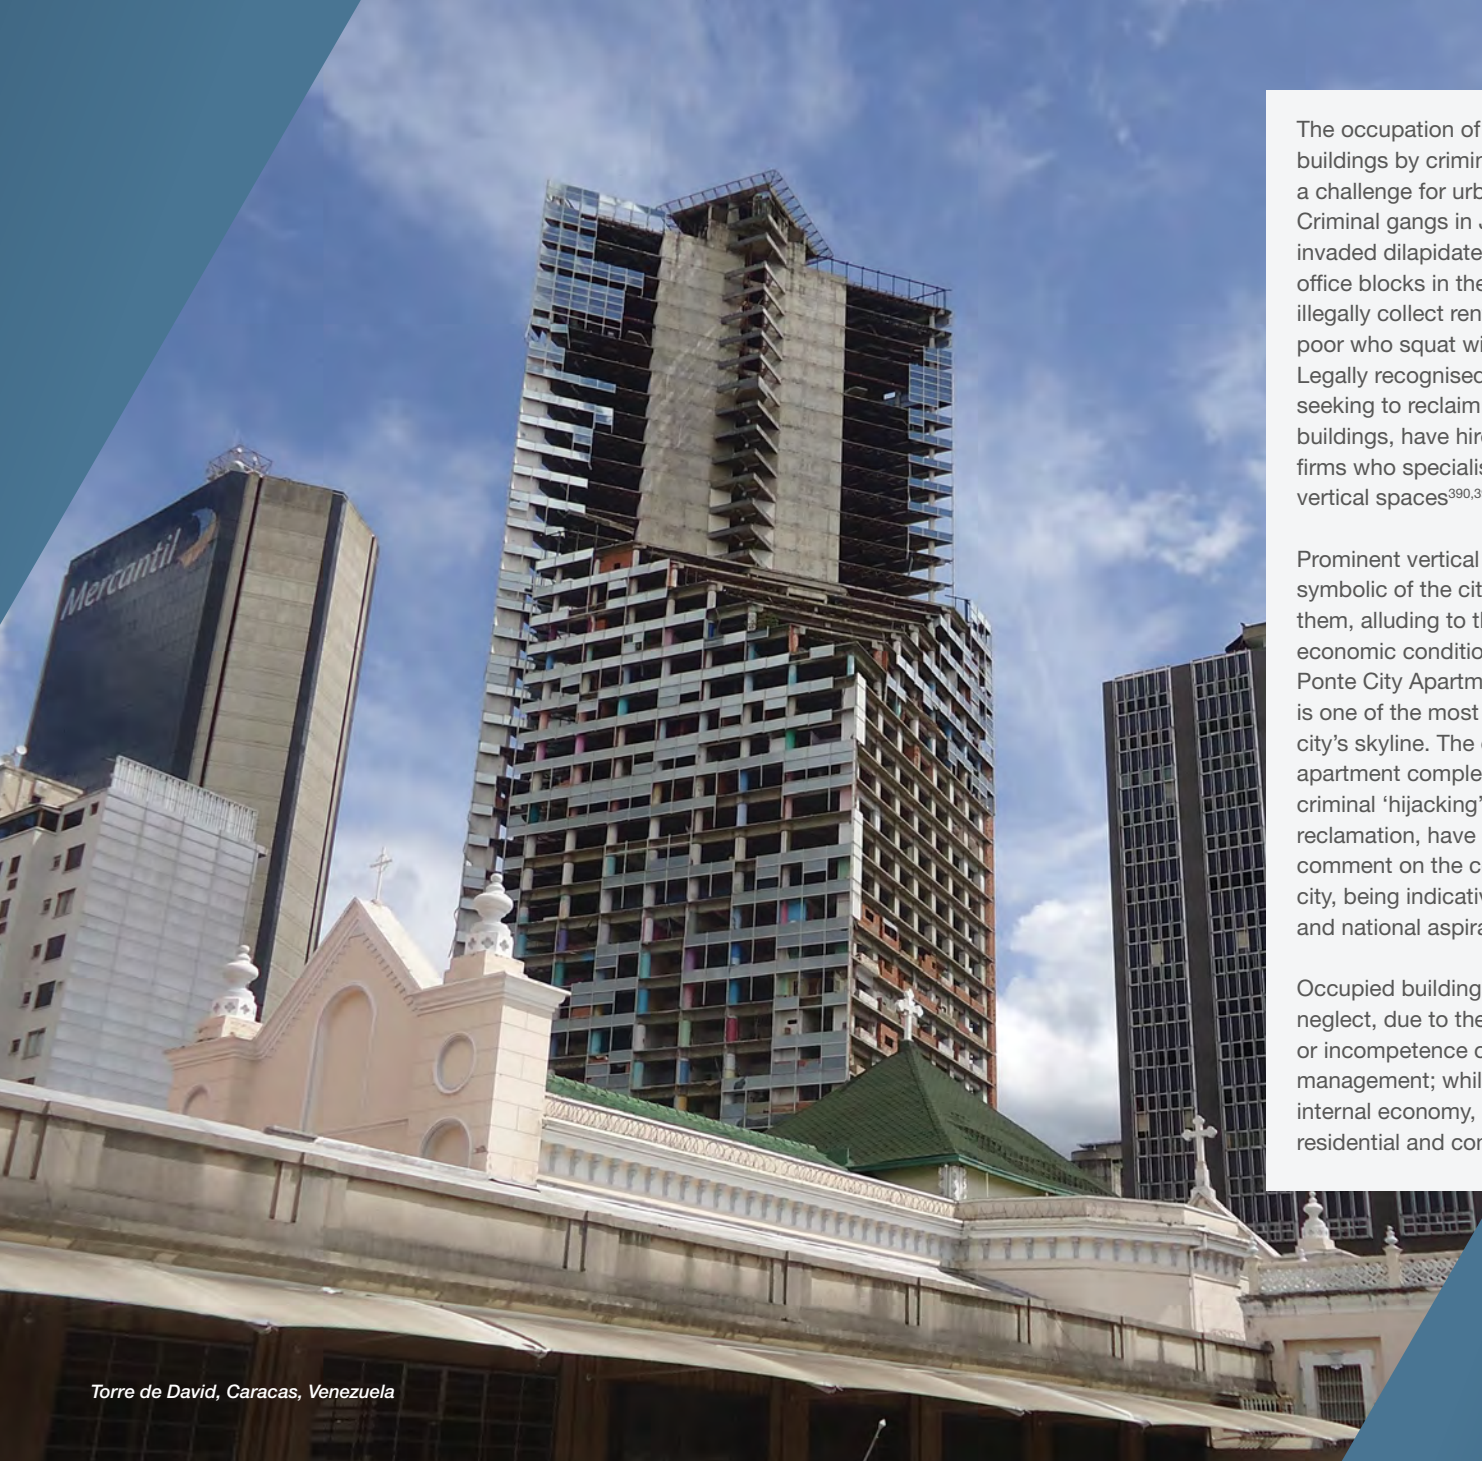 Mercantil
The occupation of
buildings by crimin
a challenge for urb
Criminal gangs in
invaded dilapidate
office blocks in the
illegally collect ren
poor who squat wi
Legally recognised
seeking to reclaim
buildings, have hir
firms who specialis
vertical spaces³⁹⁰,³⁹
Prominent vertical
symbolic of the cit
them, alluding to th
economic conditio
Ponte City Apartm
is one of the most
city’s skyline. The
apartment comple
criminal ‘hijacking’
reclamation, have
comment on the c
city, being indicativ
and national aspira
Occupied building
neglect, due to the
or incompetence o
management; whil
internal economy,
residential and con
Torre de David, Caracas, Venezuela